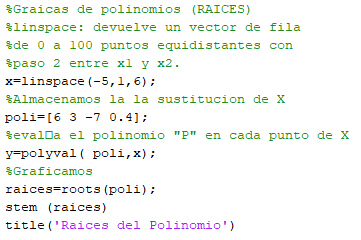 %Graicas de polinomios (RAICES)
%linspace: devuelve un vector de fila
%de 0 a 100 puntos equidistantes con
%paso 2 entre x1 y x2.
x=linspace(-5,1,6);
%Almacenamos la la sustitucion de X
poli=[6 3 -7 0.4];
%eval□a el polinomio "P" en cada punto de X
y=polyval( poli,x);
%Graficamos
raices=roots(poli);
stem (raices)
title('Raices del Polinomio')